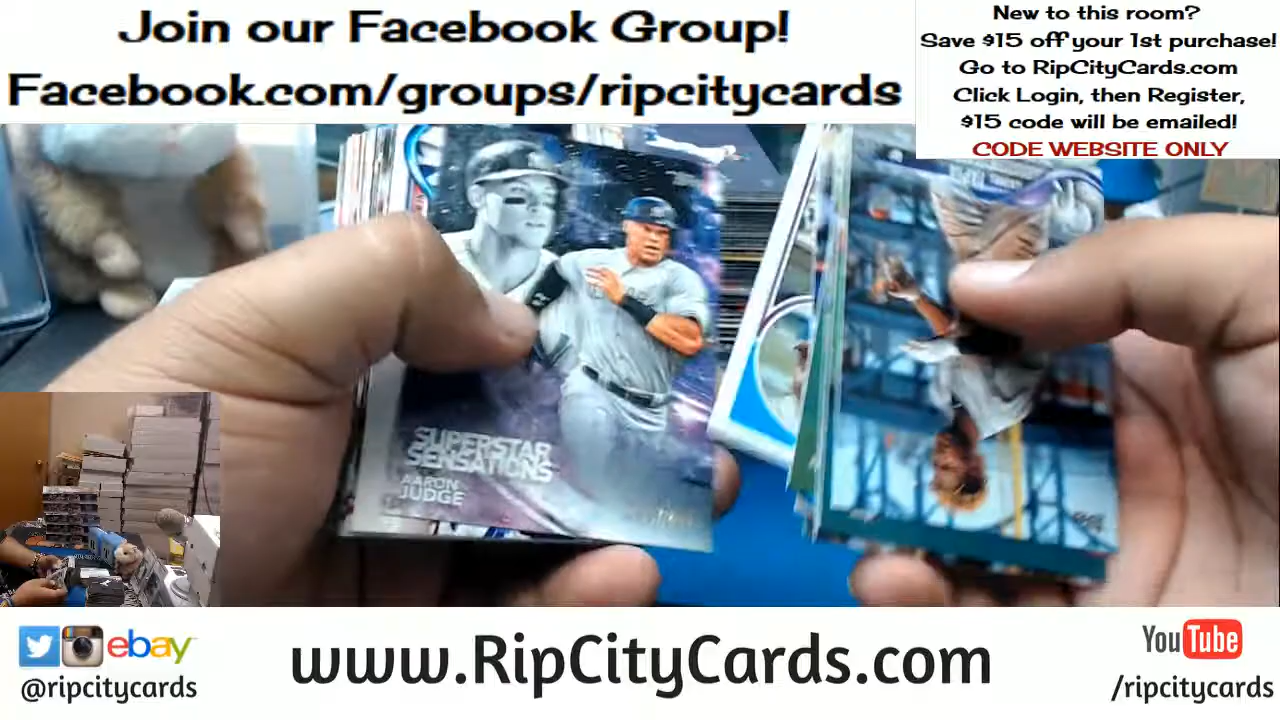 Join our Facebook Group!
Facebook.com/groups/ripcitycards
New to this room?
Save $15 off your 1st purchase!
Go to RipCityCards.com
Click Login, then Register,
$15 code will be emailed!
CODE WEBSITE ONLY
SUPERSTAR
SENSATIONS
AARON
JUDGE
ebay
@ripcitycards
www.RipCityCards.com
YouTube
/ripcitycards